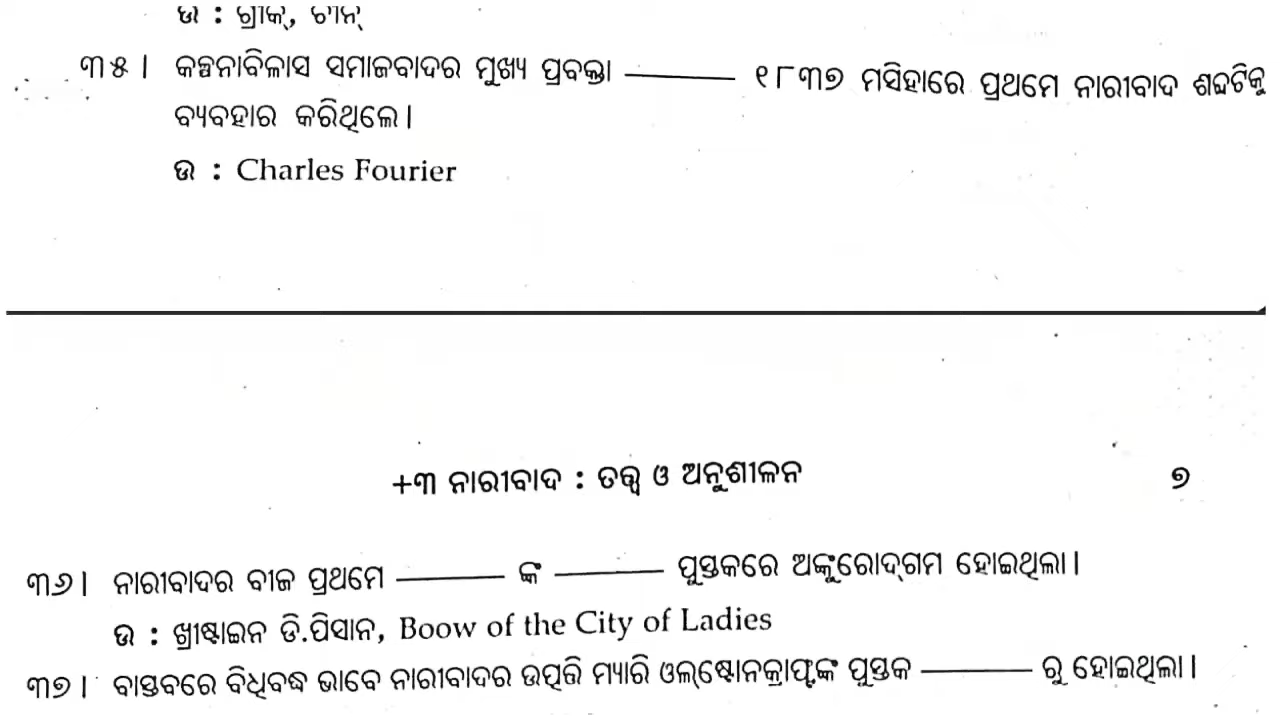 ଉ : ଗ୍ରୀକ୍, ଚୀନ୍
୩୫। କଳ୍ପନାବିଳାସ ସମାଜବାଦର ମୁଖ୍ୟ ପ୍ରବକ୍ତା ——— ୧୮୩୭ ମସିହାରେ ପ୍ରଥମେ ନାରୀବାଦ ଶବ୍ଦଟିକୁ
ବ୍ୟବହାର କରିଥିଲେ।
ଉ : Charles Fourier
+୩ ନାରୀବାଦ : ତତ୍ତ୍ୱ ଓ ଅନୁଶୀଳନ ୭
୩୬। ନାରୀବାଦର ବୀଜ ପ୍ରଥମେ ——— ଙ୍କ ——— ପୁସ୍ତକରେ ଅଙ୍କୁରୋଦ୍‌ଗମ ହୋଇଥିଲା।
ଉ : ଖ୍ରୀଷ୍ଟାଇନ ଡି.ପିସାନ, Boow of the City of Ladies
୩୭। ବାସ୍ତବରେ ବିଧିବଦ୍ଧ ଭାବେ ନାରୀବାଦର ଉତ୍ପତ୍ତି ମ୍ୟାରି ଓଲ୍‌ଷ୍ଟୋନକ୍ରାଫ୍ଟଙ୍କ ପୁସ୍ତକ ——— ରୁ ହୋଇଥିଲା।